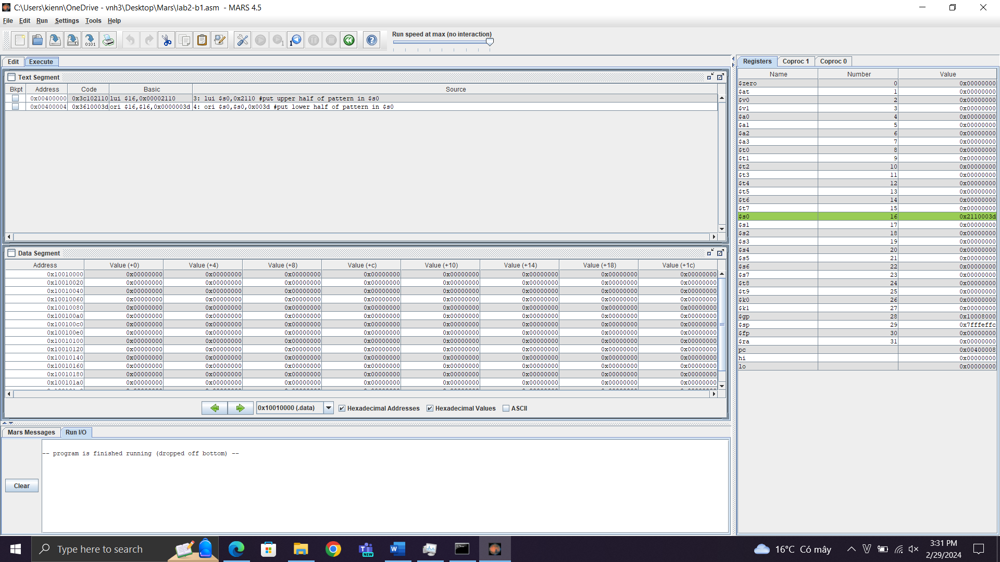 C:\Users\kienn\OneDrive - vnh3\Desktop\Mars\lab2-b1.asm - MARS 4.5
File Edit Run Settings Tools Help
Run speed at max (no interaction)
Edit Execute
Text Segment
Bkpt Address Code Basic Source
0x00400000 0x3c102110 lui $16,0x00002110 3: lui $s0,0x2110 #put upper half of pattern in $s0
0x00400004 0x3610003d ori $16,$16,0x0000003d 4: ori $s0,$s0,0x003d #put lower half of pattern in $s0
Data Segment
Address Value (+0) Value (+4) Value (+8) Value (+c) Value (+10) Value (+14) Value (+18) Value (+1c)
0x10010000 0x00000000 0x00000000 0x00000000 0x00000000 0x00000000 0x00000000 0x00000000 0x00000000
0x10010020 0x00000000 0x00000000 0x00000000 0x00000000 0x00000000 0x00000000 0x00000000 0x00000000
0x10010040 0x00000000 0x00000000 0x00000000 0x00000000 0x00000000 0x00000000 0x00000000 0x00000000
0x10010060 0x00000000 0x00000000 0x00000000 0x00000000 0x00000000 0x00000000 0x00000000 0x00000000
0x10010080 0x00000000 0x00000000 0x00000000 0x00000000 0x00000000 0x00000000 0x00000000 0x00000000
0x100100a0 0x00000000 0x00000000 0x00000000 0x00000000 0x00000000 0x00000000 0x00000000 0x00000000
0x100100c0 0x00000000 0x00000000 0x00000000 0x00000000 0x00000000 0x00000000 0x00000000 0x00000000
0x100100e0 0x00000000 0x00000000 0x00000000 0x00000000 0x00000000 0x00000000 0x00000000 0x00000000
0x10010100 0x00000000 0x00000000 0x00000000 0x00000000 0x00000000 0x00000000 0x00000000 0x00000000
0x10010120 0x00000000 0x00000000 0x00000000 0x00000000 0x00000000 0x00000000 0x00000000 0x00000000
0x10010140 0x00000000 0x00000000 0x00000000 0x00000000 0x00000000 0x00000000 0x00000000 0x00000000
0x10010160 0x00000000 0x00000000 0x00000000 0x00000000 0x00000000 0x00000000 0x00000000 0x00000000
0x10010180 0x00000000 0x00000000 0x00000000 0x00000000 0x00000000 0x00000000 0x00000000 0x00000000
0x100101a0 0x00000000 0x00000000 0x00000000 0x00000000 0x00000000 0x00000000 0x00000000 0x00000000
0x10010000 (.data) Hexadecimal Addresses Hexadecimal Values ASCII
Mars Messages Run I/O
-- program is finished running (dropped off bottom) --
Clear
Registers Coproc 1 Coproc 0
Name Number Value
$zero 0 0x00000000
$at 1 0x00000000
$v0 2 0x00000000
$v1 3 0x00000000
$a0 4 0x00000000
$a1 5 0x00000000
$a2 6 0x00000000
$a3 7 0x00000000
$t0 8 0x00000000
$t1 9 0x00000000
$t2 10 0x00000000
$t3 11 0x00000000
$t4 12 0x00000000
$t5 13 0x00000000
$t6 14 0x00000000
$t7 15 0x00000000
$s0 16 0x2110003d
$s1 17 0x00000000
$s2 18 0x00000000
$s3 19 0x00000000
$s4 20 0x00000000
$s5 21 0x00000000
$s6 22 0x00000000
$s7 23 0x00000000
$t8 24 0x00000000
$t9 25 0x00000000
$k0 26 0x00000000
$k1 27 0x00000000
$gp 28 0x10008000
$sp 29 0x7fffeffc
$fp 30 0x00000000
$ra 31 0x00000000
pc 0x00400008
hi 0x00000000
lo 0x00000000
Type here to search
NEW
16°C Có mây
3:31 PM
2/29/2024